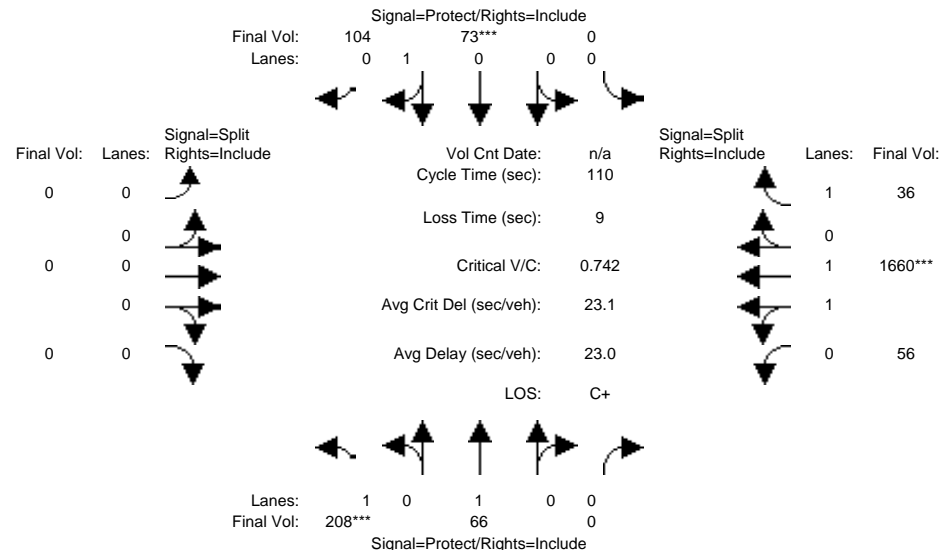 Signal=Protect/Rights=Include
Final Vol: 104 73*** 0
Lanes: 0 1 0 0 0
Signal=Split Signal=Split
Final Vol: Lanes: Rights=Include Vol Cnt Date: n/a Rights=Include Lanes: Final Vol:
Cycle Time (sec): 110
0 0 1 36
Loss Time (sec): 9
0 0
0 0 Critical V/C: 0.742 1 1660***
0 Avg Crit Del (sec/veh): 23.1 1
0 0 Avg Delay (sec/veh): 23.0 0 56
LOS: C+
Lanes: 1 0 1 0 0
Final Vol: 208*** 66 0
Signal=Protect/Rights=Include